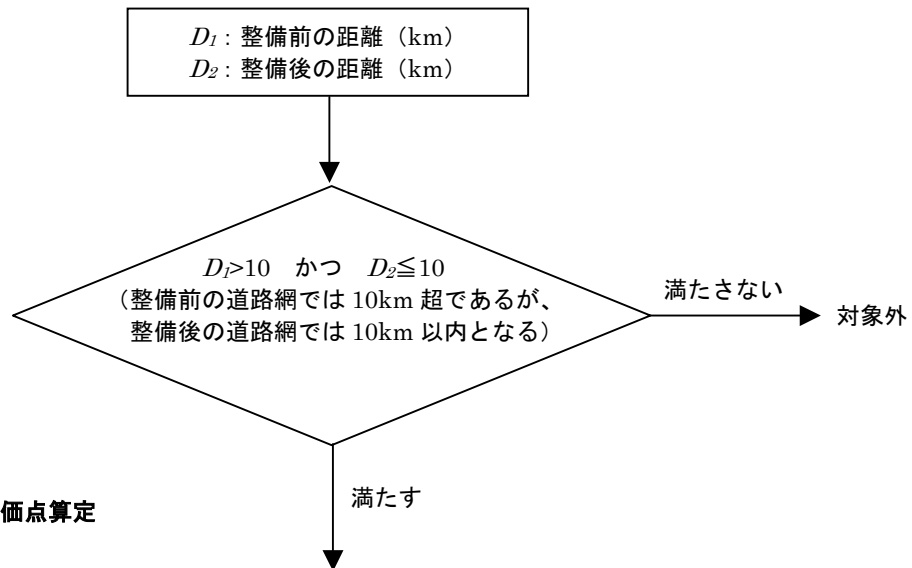 D1：整備前の距離（km）
D2：整備後の距離（km）
D1>10　かつ　D2≦10
（整備前の道路網では 10km 超であるが、
整備後の道路網では 10km 以内となる）
満たさない
対象外
満たす
価点算定